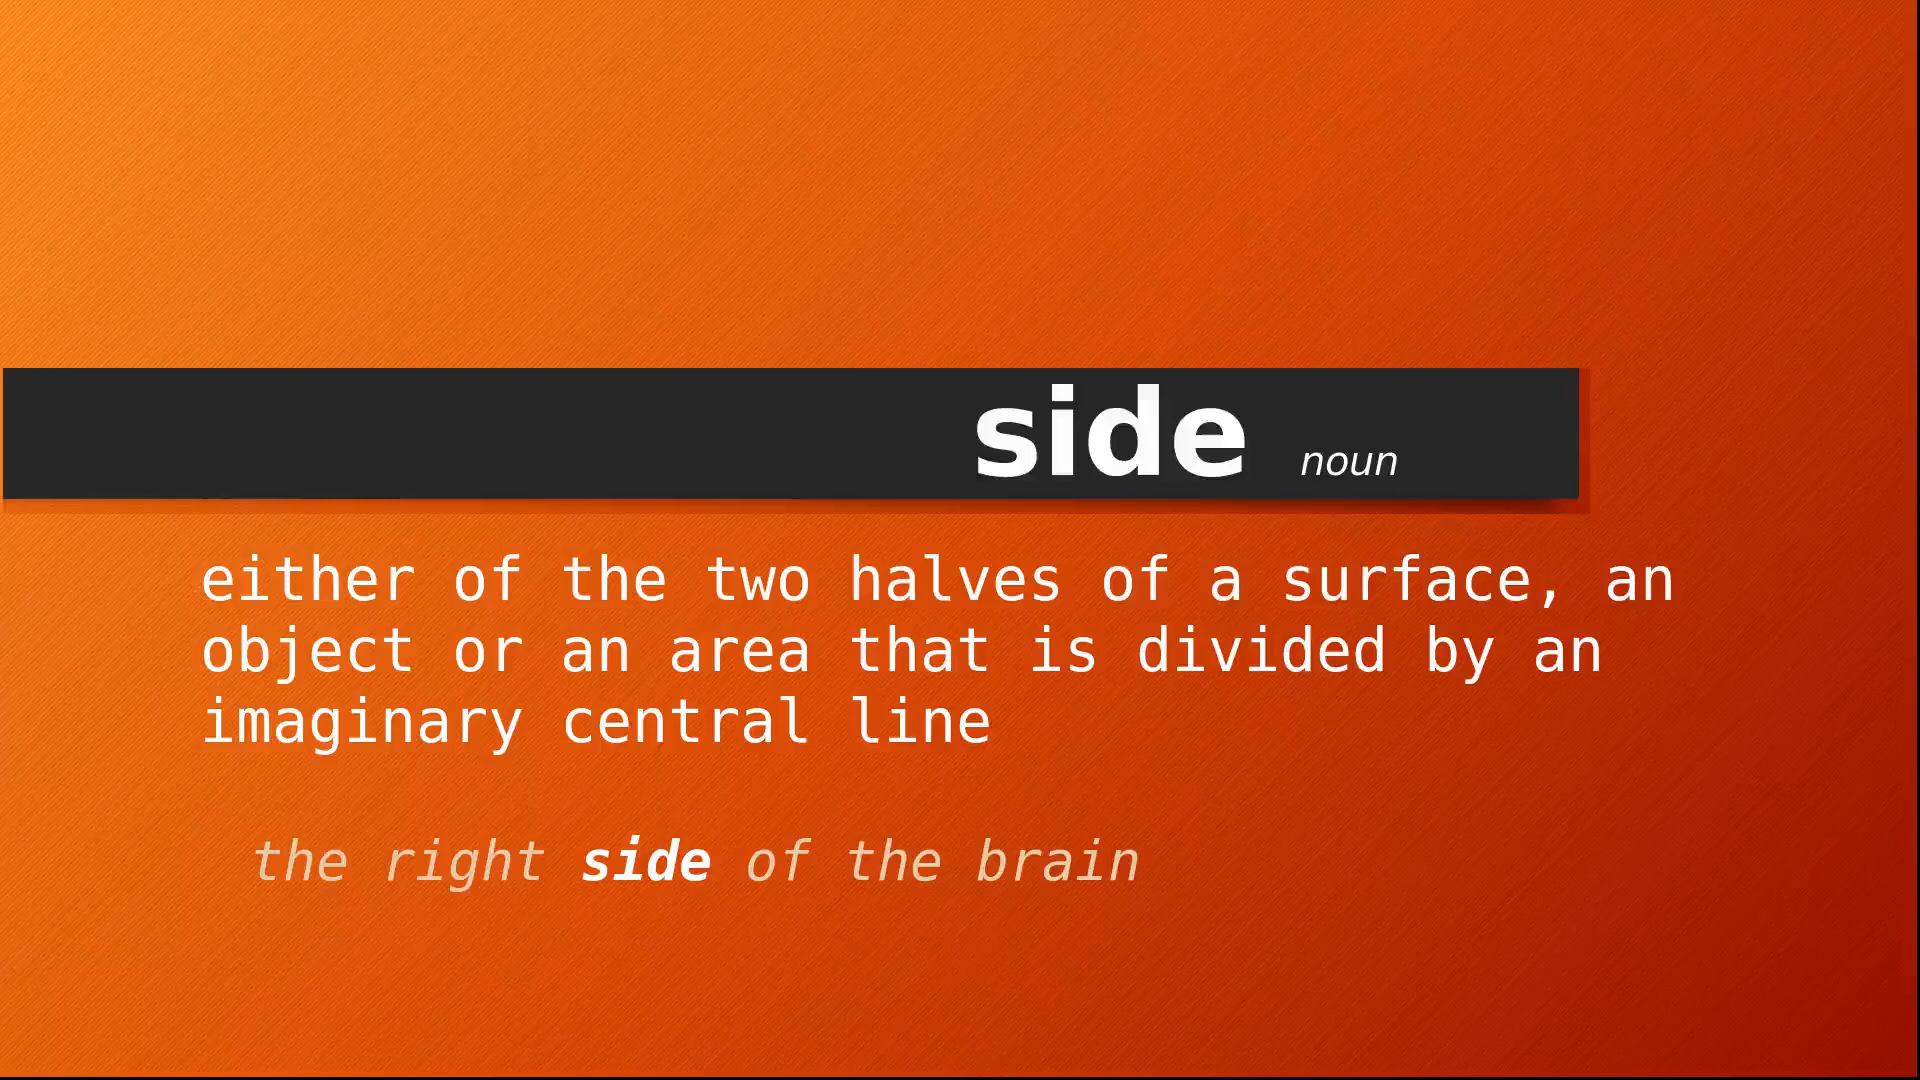 side noun
either of the two halves of a surface, an
object or an area that is divided by an
imaginary central line
the right side of the brain